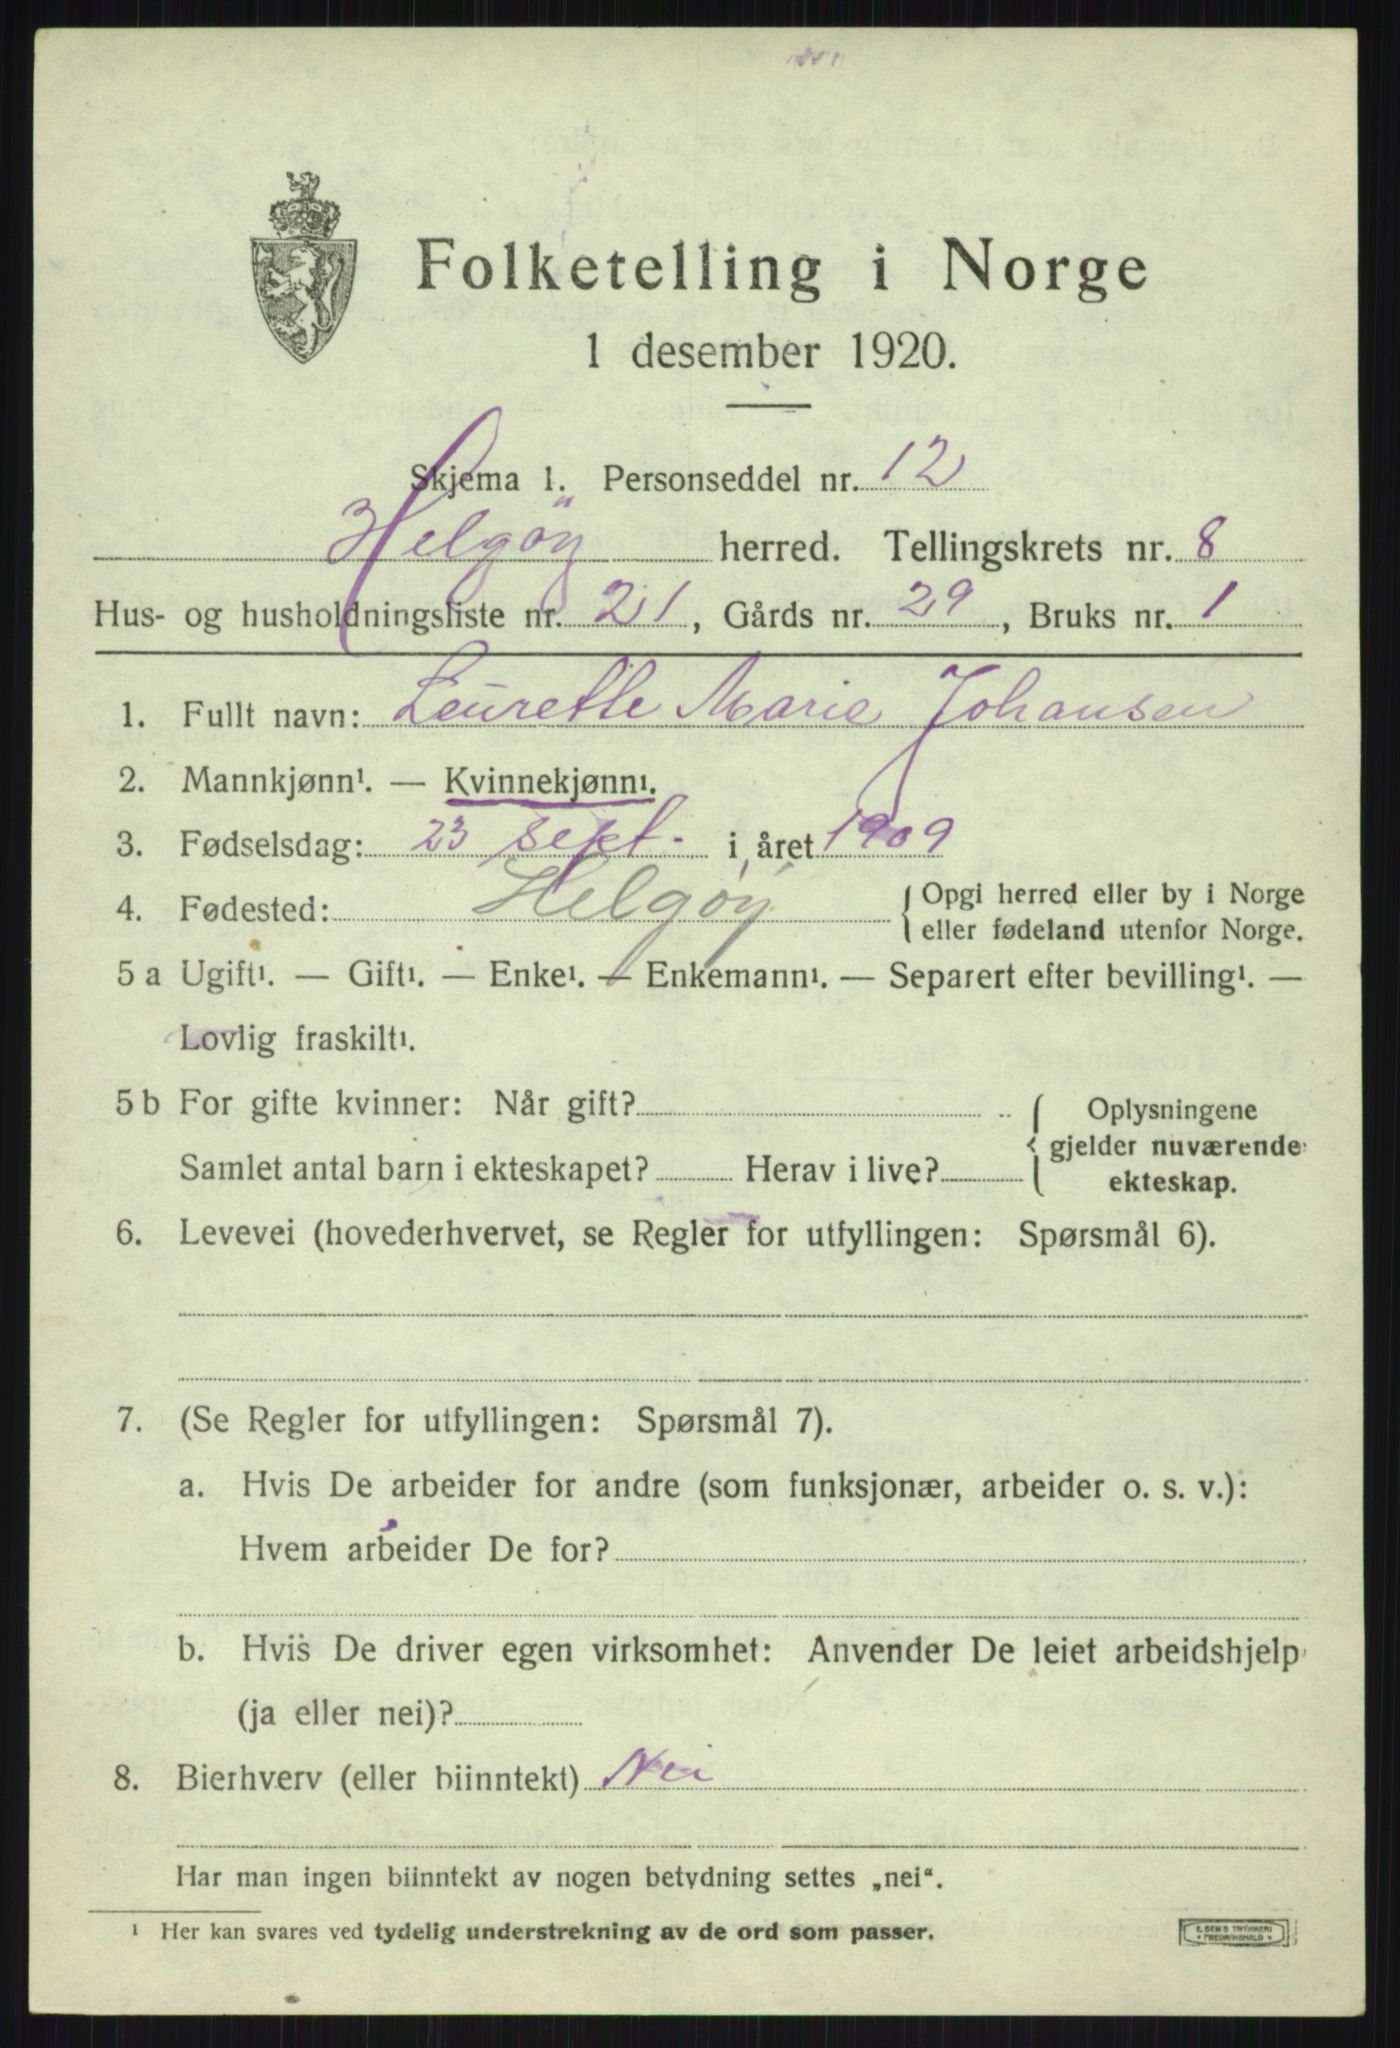 Folketelling i Norge
1 desember 1920.
Skjema 1. Personseddel nr. 12
Helgöy herred. Tellingskrets nr. 8
Hus- og husholdningsliste nr. 21, Gårds nr. 29, Bruks nr. 1
1. Fullt navn: Leurette Marie Johansen
2. Mannkjønn¹. — Kvinnekjønn¹.
3. Fødselsdag: 23 sept. i året 1909
4. Fødested: Helgøy { Opgi herred eller by i Norge
eller fødeland utenfor Norge.
5 a Ugift¹. — Gift¹. — Enke¹. — Enkemann¹. — Separert efter bevilling¹. —
Lovlig fraskilt¹.
5 b For gifte kvinner: Når gift? { Oplysningene
gjelder nuværende
ekteskap.
Samlet antal barn i ekteskapet? Herav i live?
6. Levevei (hovederhvervet, se Regler for utfyllingen: Spørsmål 6).
7. (Se Regler for utfyllingen: Spørsmål 7).
a. Hvis De arbeider for andre (som funksjonær, arbeider o. s. v.):
Hvem arbeider De for?
b. Hvis De driver egen virksomhet: Anvender De leiet arbeidshjelp
(ja eller nei)?
8. Bierhverv (eller biinntekt) Nei
Har man ingen biinntekt av nogen betydning settes „nei“.
¹ Her kan svares ved tydelig understrekning av de ord som passer.
E. SEM'S TRYKKERI
• FREDRIKSHALD •